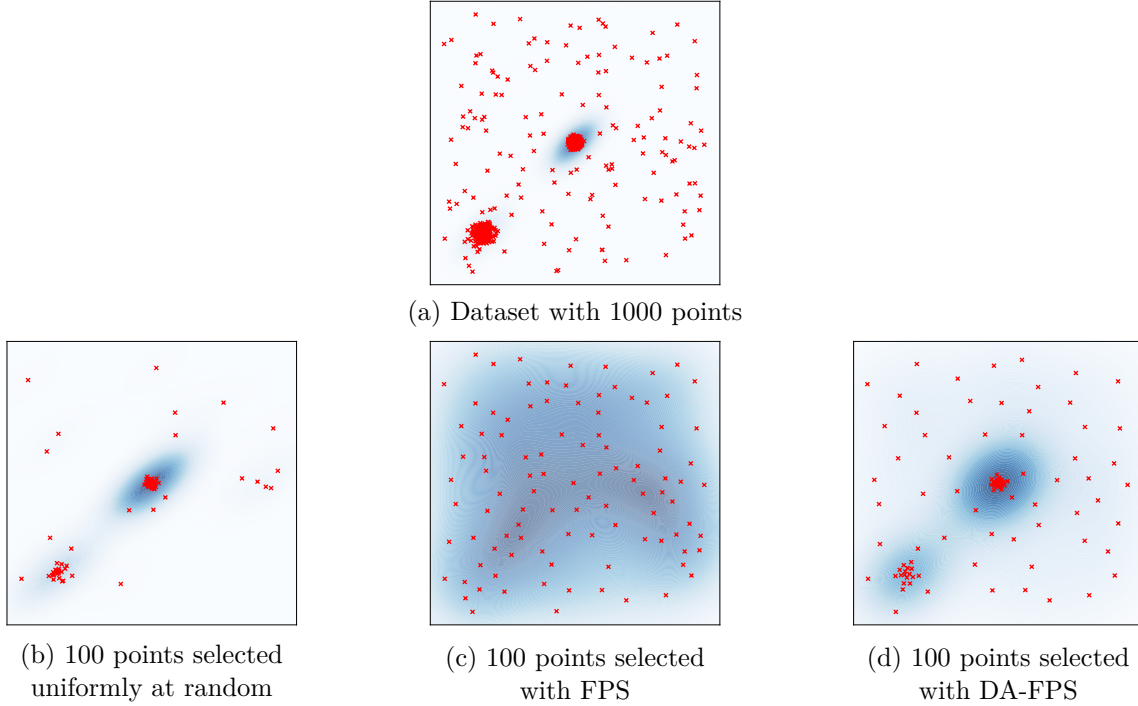 (a) Dataset with 1000 points
(b) 100 points selected
uniformly at random
(c) 100 points selected
with FPS
(d) 100 points selected
with DA-FPS